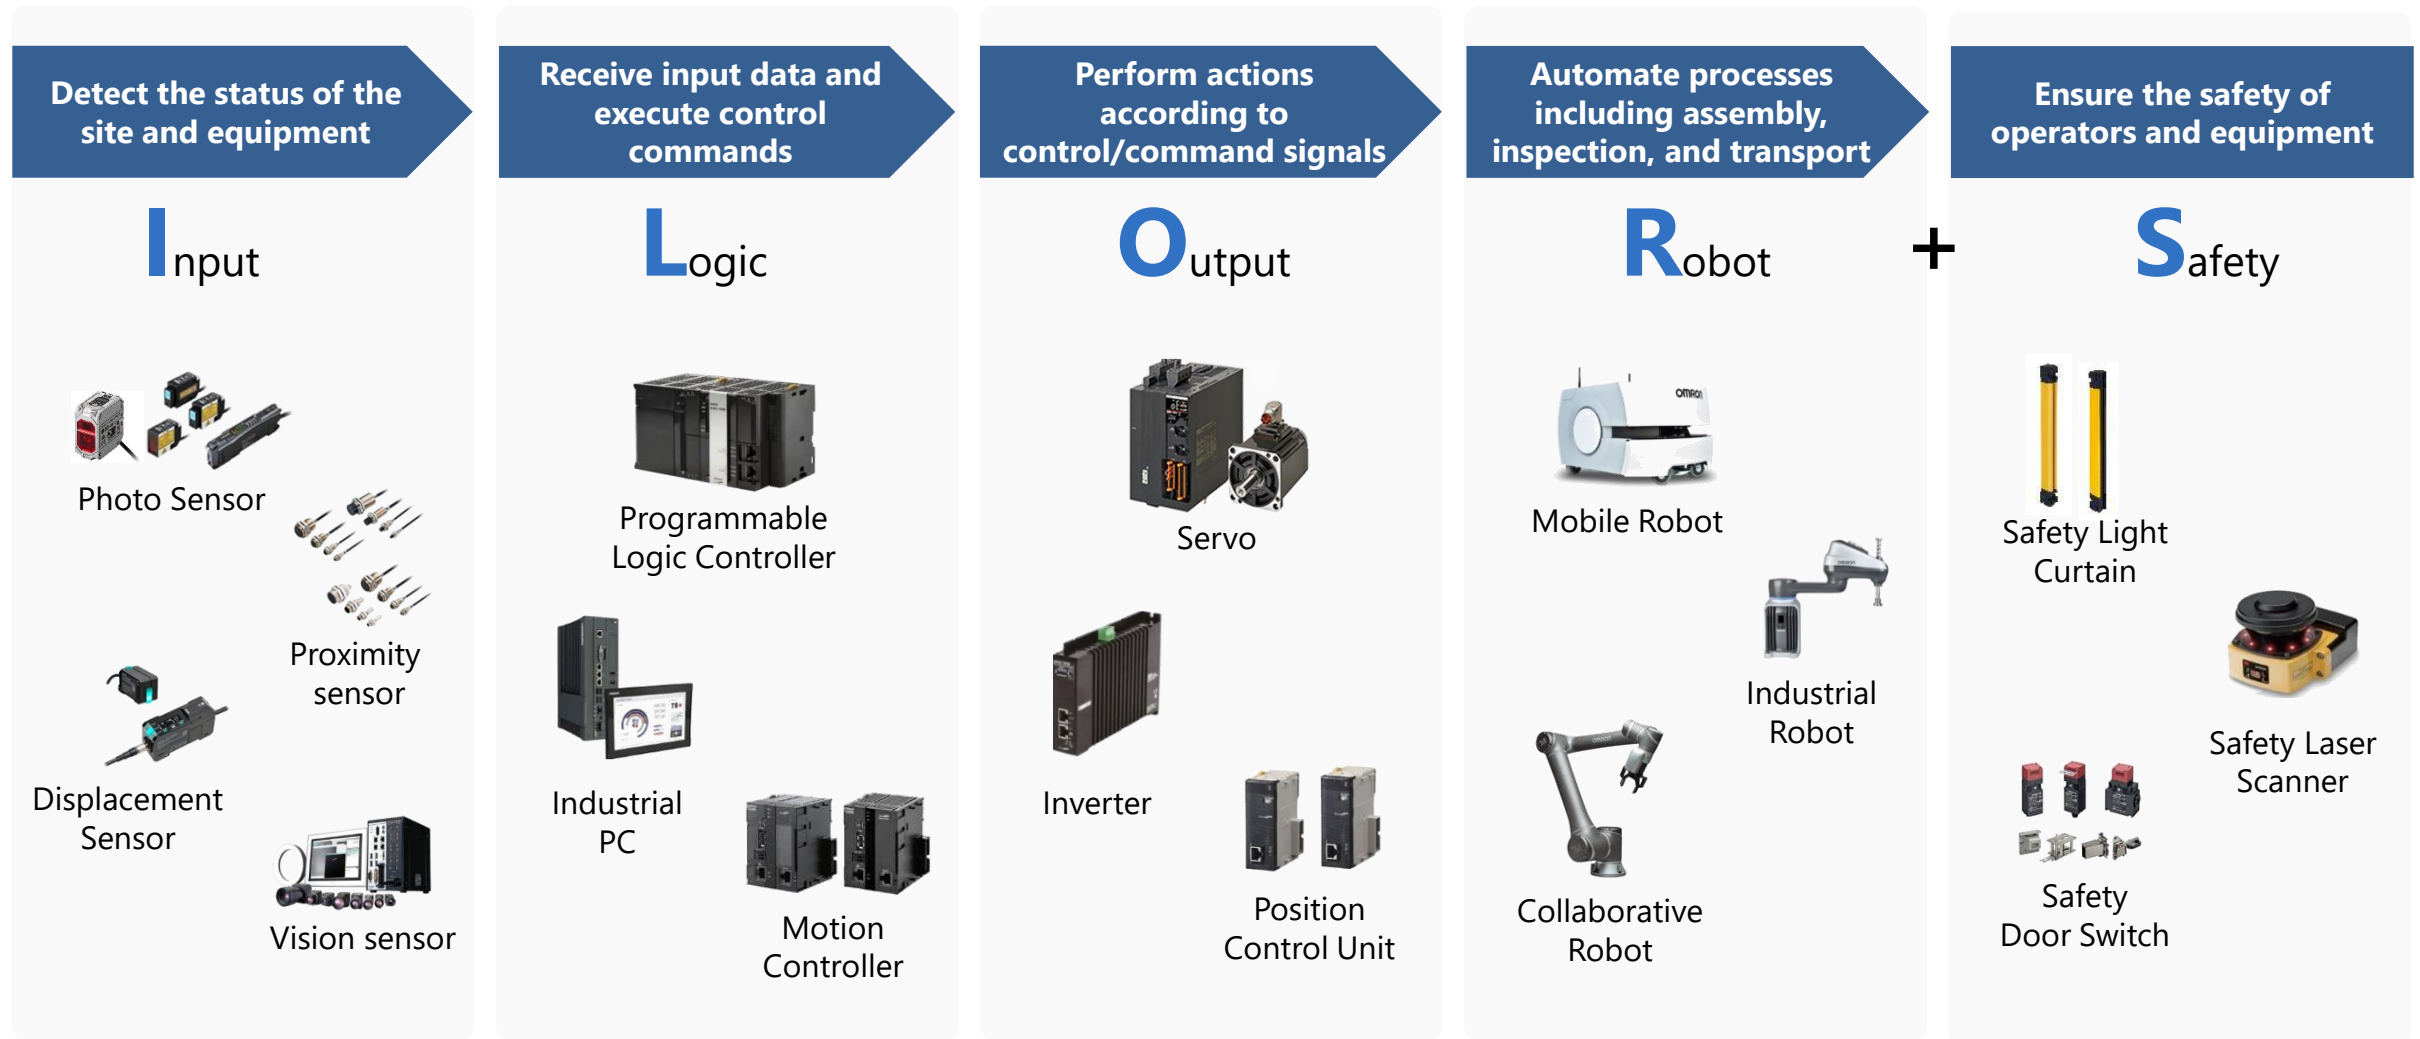 Detect the status of the
site and equipment
Input
Photo Sensor
Proximity
sensor
Displacement
Sensor
Vision sensor
Receive input data and
execute control
commands
Logic
Programmable
Logic Controller
Industrial
PC
Motion
Controller
Perform actions
according to
control/command signals
Output
Servo
Inverter
Position
Control Unit
Automate processes
including assembly,
inspection, and transport
Robot
OMRON
Mobile Robot
OMRON
Industrial
Robot
OMRON
Collaborative
Robot
+
Ensure the safety of
operators and equipment
Safety
Safety Light
Curtain
Safety Laser
Scanner
Safety
Door Switch